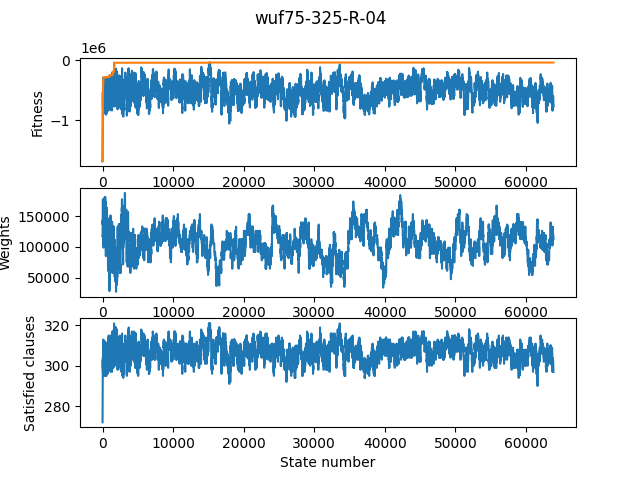 wuf75-325-R-04
1e6
0
−1
Fitness
0 10000 20000 30000 40000 50000 60000
150000
100000
50000
Weights
0 10000 20000 30000 40000 50000 60000
320
300
280
Satisfied clauses
0 10000 20000 30000 40000 50000 60000
State number